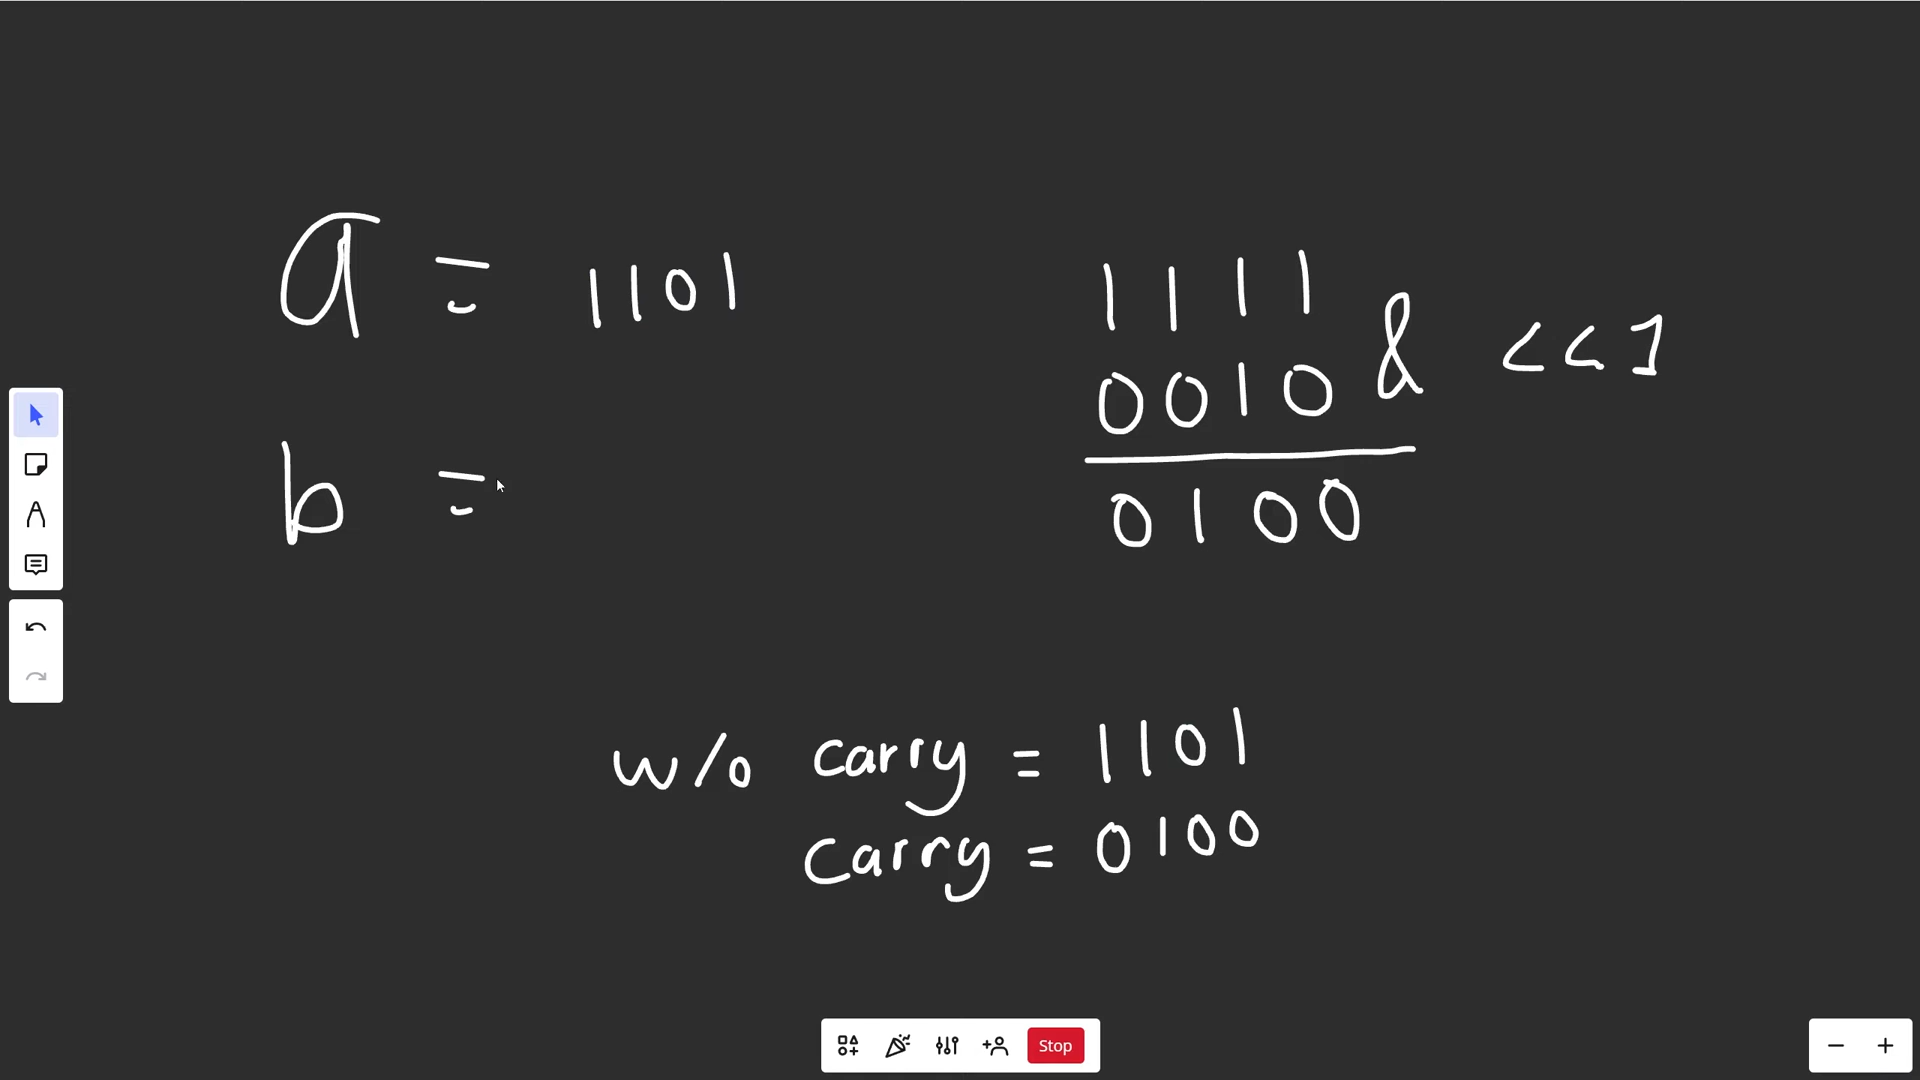 a = 1101
b =
1111
0010 & <<1
0100
w/o carry = 1101
carry = 0100
Stop